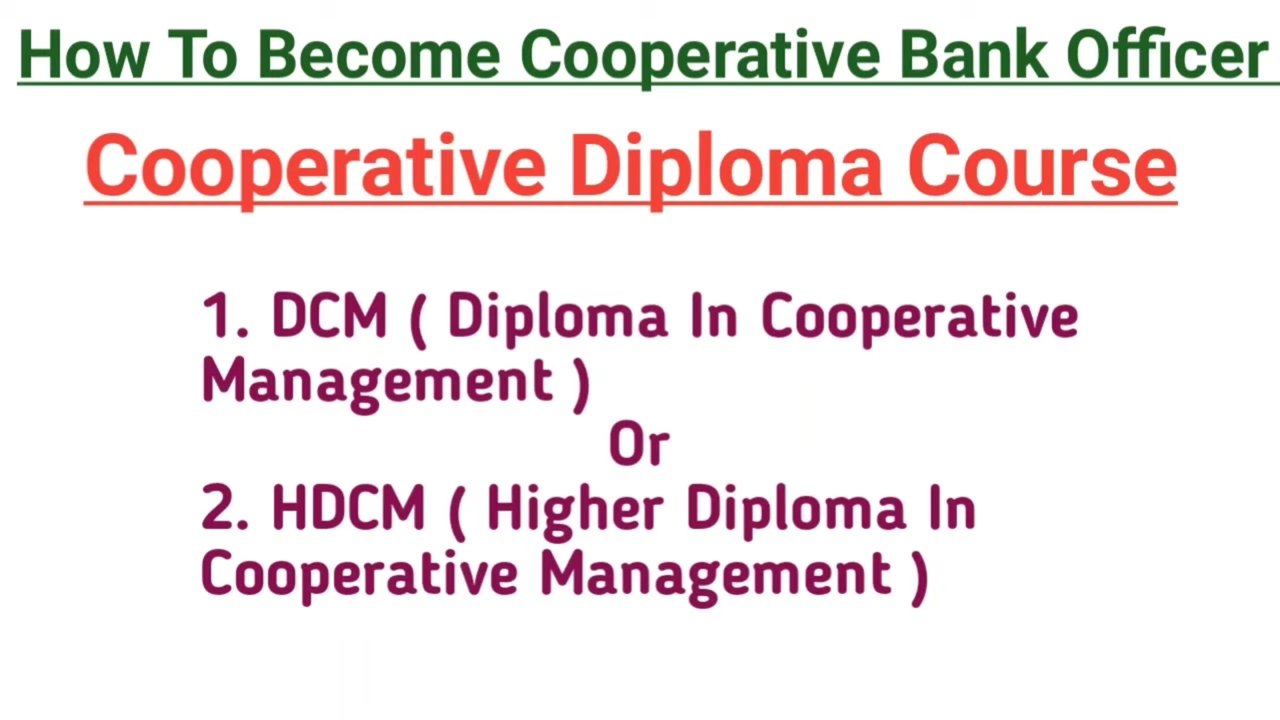 How To Become Cooperative Bank Officer
Cooperative Diploma Course
1. DCM ( Diploma In Cooperative
Management )
Or
2. HDCM ( Higher Diploma In
Cooperative Management )